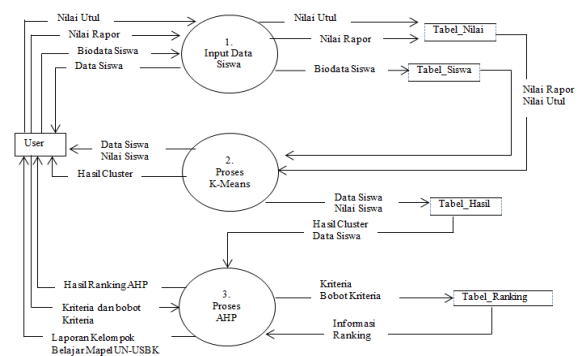 Nilai Utul
Nilai Rapor
Biodata Siswa
Data Siswa
1.
Input Data
Siswa
Nilai Utul
Nilai Rapor
Biodata Siswa
Tabel_Nilai
Tabel_Siswa
Nilai Rapor
Nilai Utul
User
Data Siswa
Nilai Siswa
Hasil Cluster
2.
Proses
K-Means
Data Siswa
Nilai Siswa
Tabel_Hasil
Hasil Cluster
Data Siswa
Hasil Ranking AHP
Kriteria dan bobot
Kriteria
Laporan Kelompok
Belajar Mapel UN-USBK
3.
Proses
AHP
Kriteria
Bobot Kriteria
Tabel_Ranking
Informasi
Ranking